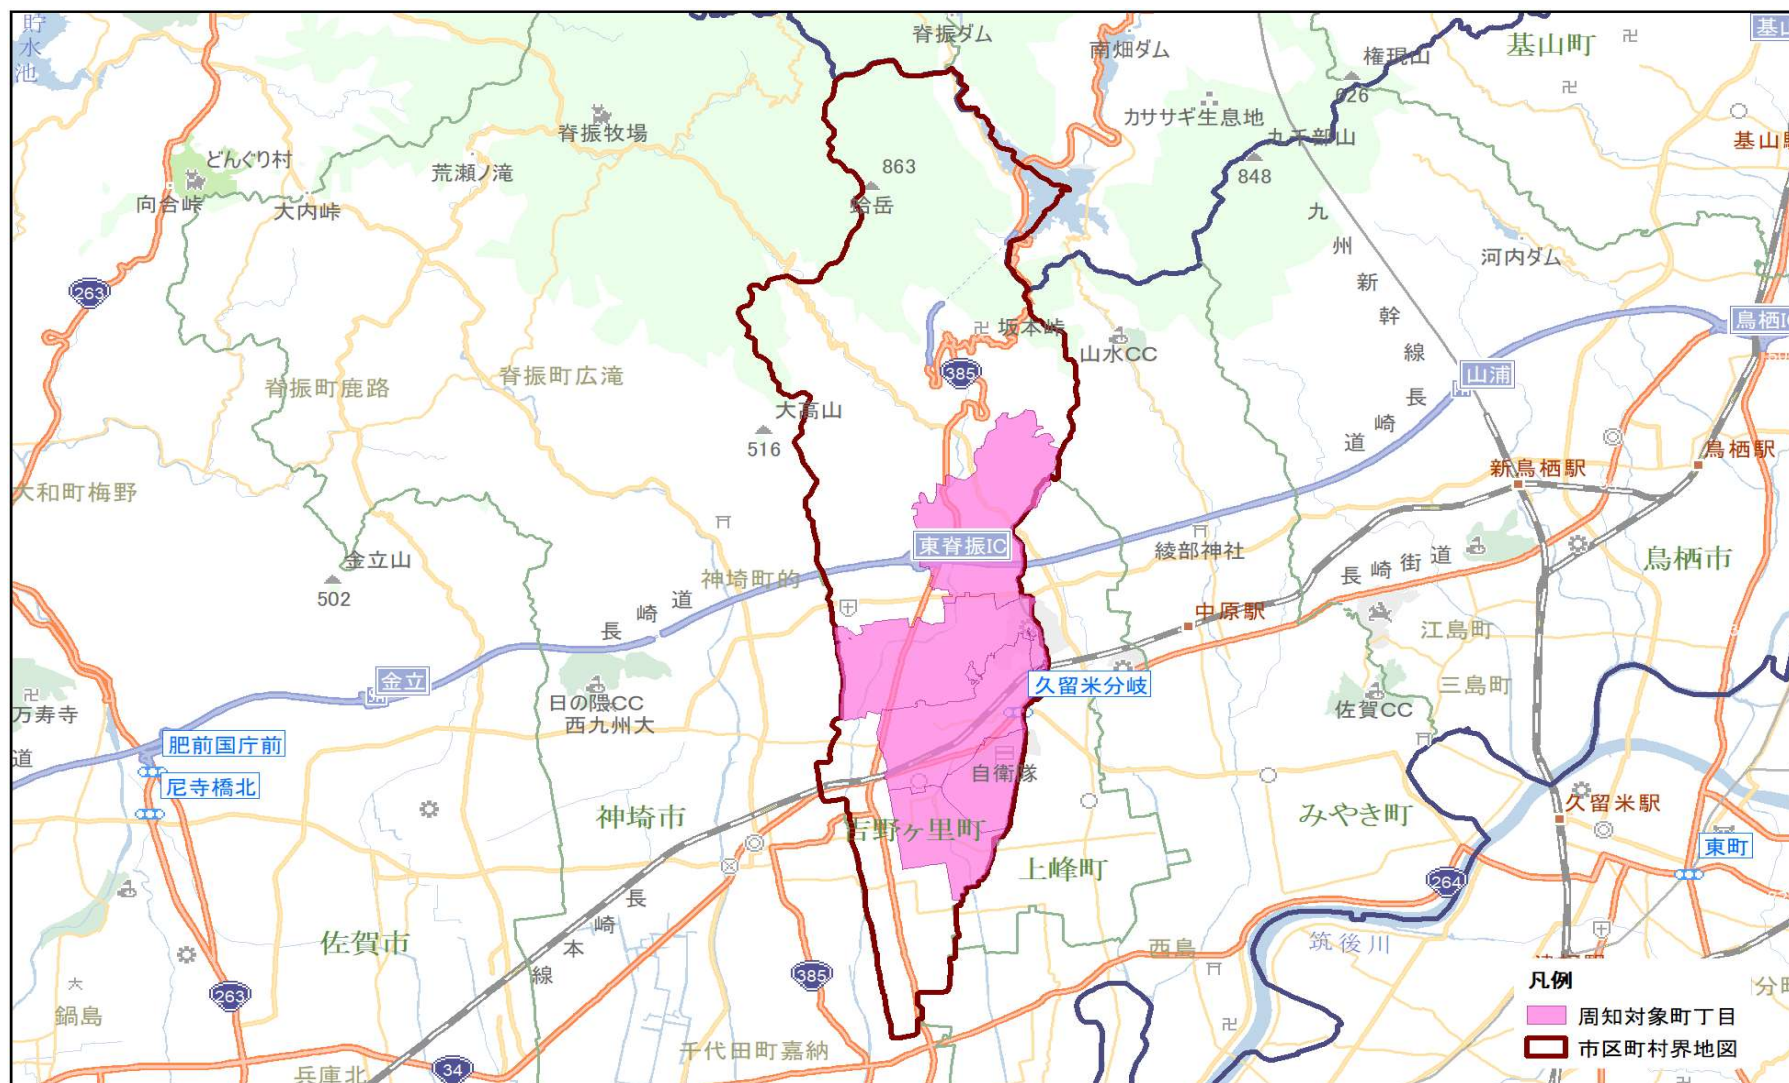 貯水池
脊振ダム
南畑ダム
権現山
626
基山町
カササギ生息地
九千部山
848
脊振牧場
どんぐり村
荒瀬ノ滝
863
蛤岳
向合峠
大内峠
九州新幹線
河内ダム
263
坂本峠
山水CC
鳥栖IC
385
山浦
脊振町鹿路
脊振町広滝
大高山
516
長崎道
新鳥栖駅
鳥栖駅
大和町梅野
東脊振IC
綾部神社
金立山
502
神埼町的
長崎街道
鳥栖市
長崎道
中原駅
江島町
金立
久留米分岐
三島町
日の隈CC
西九州大
佐賀CC
万寿寺
道
肥前国庁前
尼寺橋北
自衛隊
神埼市
吉野ヶ里町
みやき町
久留米駅
上峰町
東町
264
長崎本線
佐賀市
西島
筑後川
385
263
鍋島
凡例
周知対象町丁目
市区町村界地図
千代田町嘉納
兵庫北
34